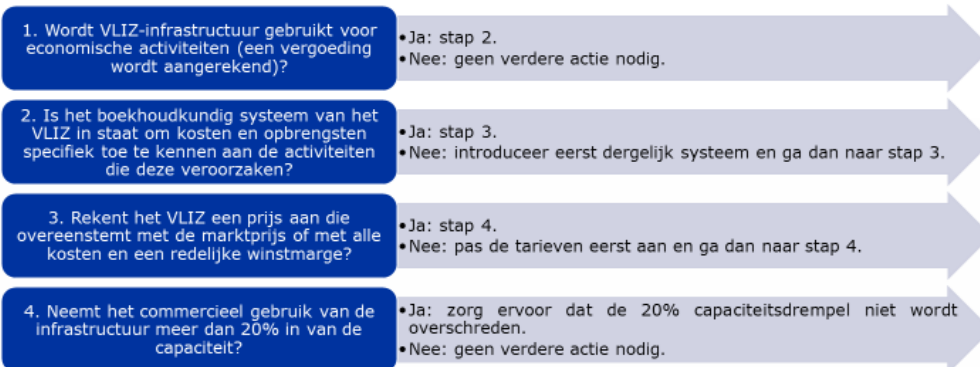 1. Wordt VLIZ-infrastructuur gebruikt voor
economische activiteiten (een vergoeding
wordt aangerekend)?
•Ja: stap 2.
•Nee: geen verdere actie nodig.
2. Is het boekhoudkundig systeem van het
VLIZ in staat om kosten en opbrengsten
specifiek toe te kennen aan de activiteiten
die deze veroorzaken?
•Ja: stap 3.
•Nee: introduceer eerst dergelijk systeem en ga dan naar stap 3.
3. Rekent het VLIZ een prijs aan die
overeenstemt met de marktprijs of met alle
kosten en een redelijke winstmarge?
•Ja: stap 4.
•Nee: pas de tarieven eerst aan en ga dan naar stap 4.
4. Neemt het commercieel gebruik van de
infrastructuur meer dan 20% in van de
capaciteit?
•Ja: zorg ervoor dat de 20% capaciteitsdrempel niet wordt
overschreden.
•Nee: geen verdere actie nodig.